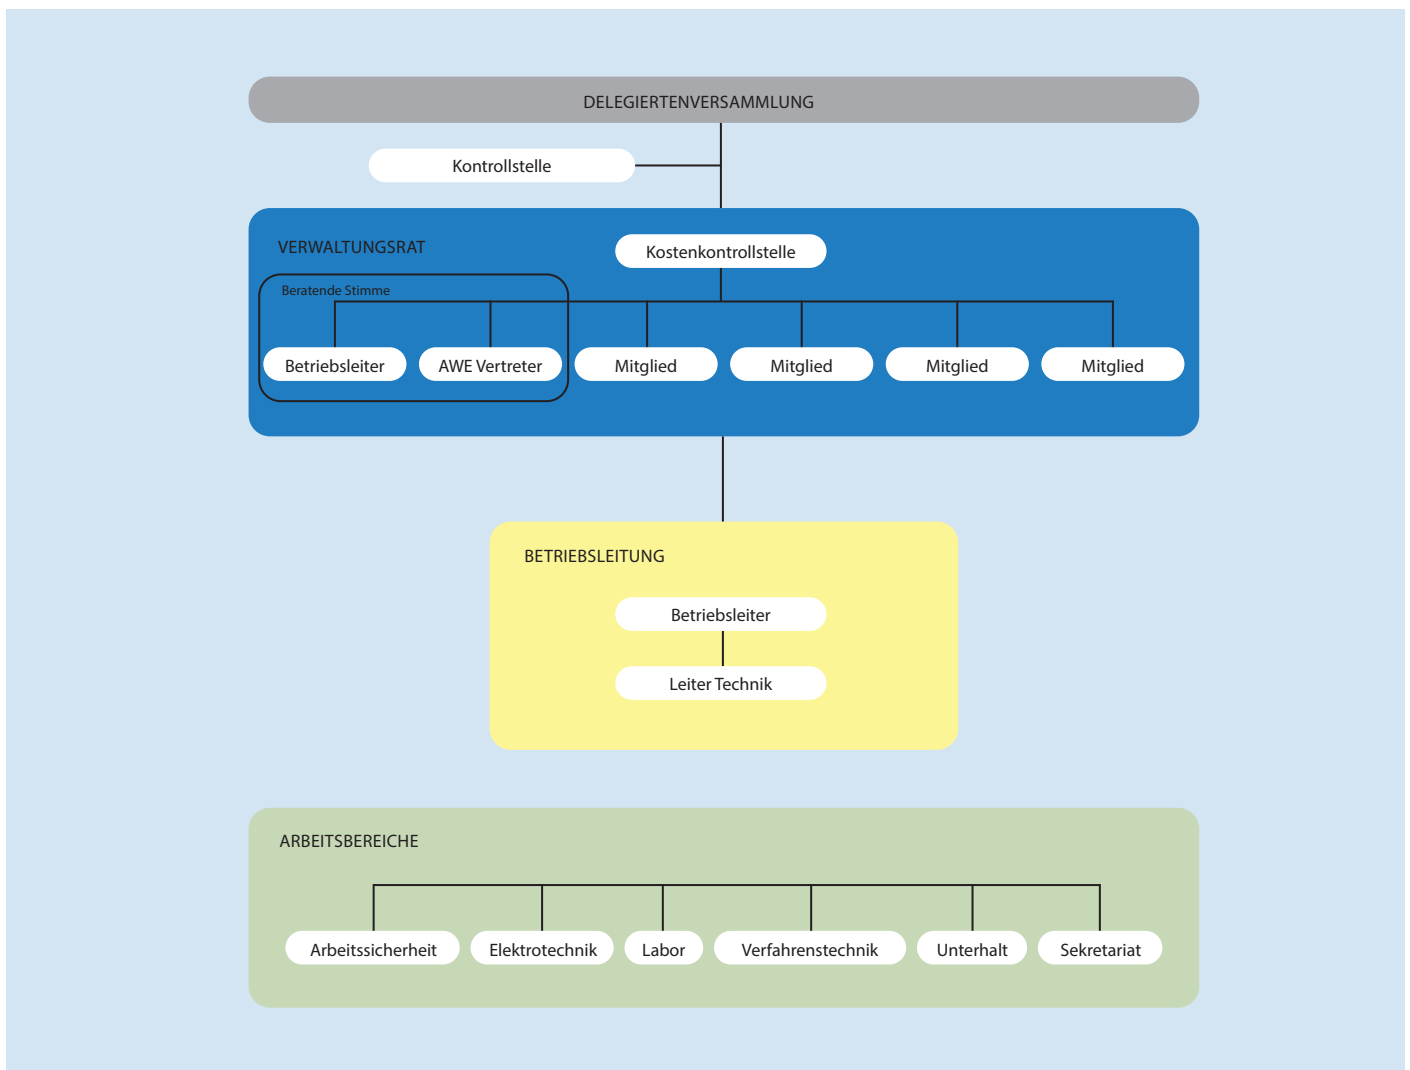 DELEGIERTENVERSAMMLUNG
Kontrollstelle
VERWALTUNGSRAT
Kostenkontrollstelle
Beratende Stimme
Betriebsleiter
AWE Vertreter
Mitglied
Mitglied
Mitglied
Mitglied
BETRIEBSLEITUNG
Betriebsleiter
Leiter Technik
ARBEITSBEREICHE
Arbeitssicherheit
Elektrotechnik
Labor
Verfahrenstechnik
Unterhalt
Sekretariat